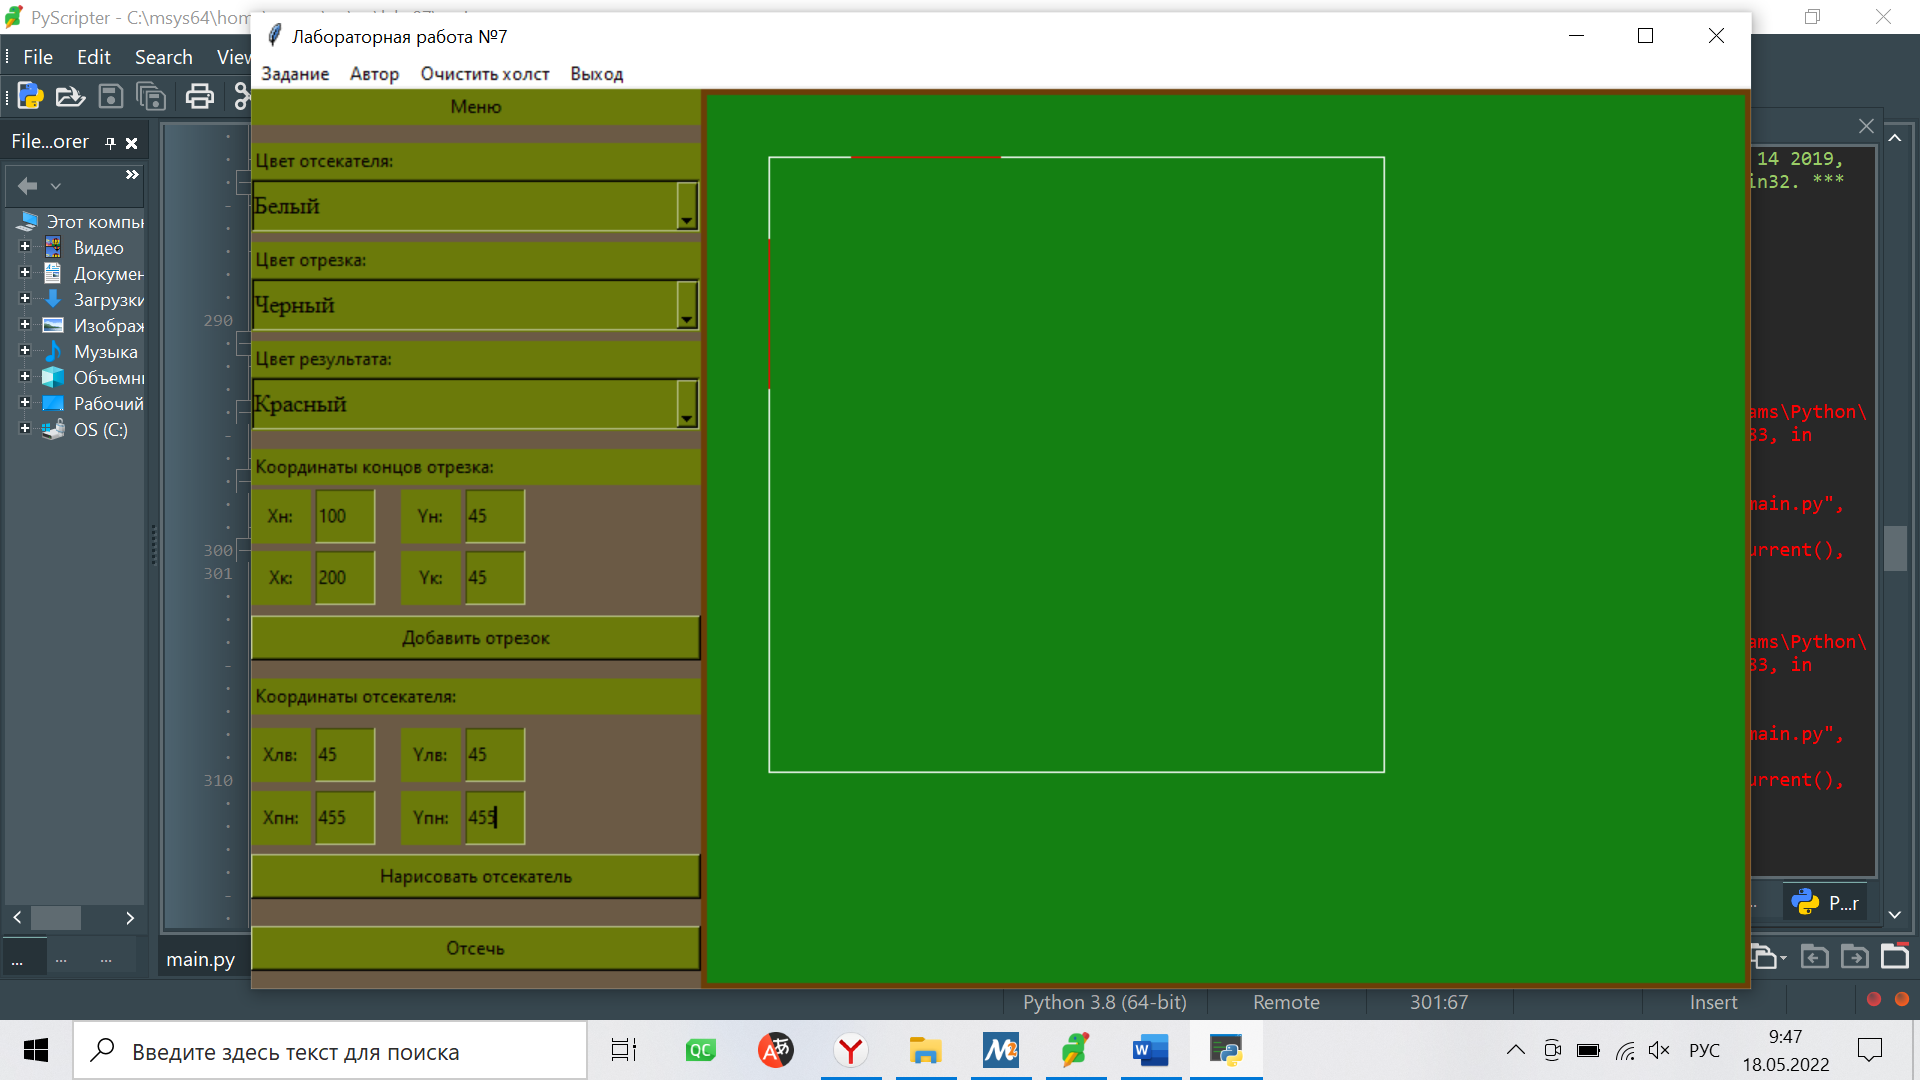 PyScripter - C:\msys64\hom
Лабораторная работа №7
File Edit Search View
Задание Автор Очистить холст Выход
Меню
File...orer
Цвет отсекателя:
Белый
Цвет отрезка:
Черный
Цвет результата:
Красный
Координаты концов отрезка:
Xн: 100 Yн: 45
Xк: 200 Yк: 45
Добавить отрезок
Координаты отсекателя:
Xлв: 45 Yлв: 45
Xпн: 455 Yпн: 455
Нарисовать отсекатель
Отсечь
Этот компь
Видео
Докумен
Загрузки
Изображ
Музыка
Объемн
Рабочий
OS (C:)
290
300
301
310
14 2019,
in32. ***
ams\Python\
33, in
main.py",
urrent(),
ams\Python\
33, in
main.py",
urrent(),
P...r
... ... ...
main.py
Python 3.8 (64-bit) Remote 301:67 Insert
Введите здесь текст для поиска
QC
РУС
9:47
18.05.2022